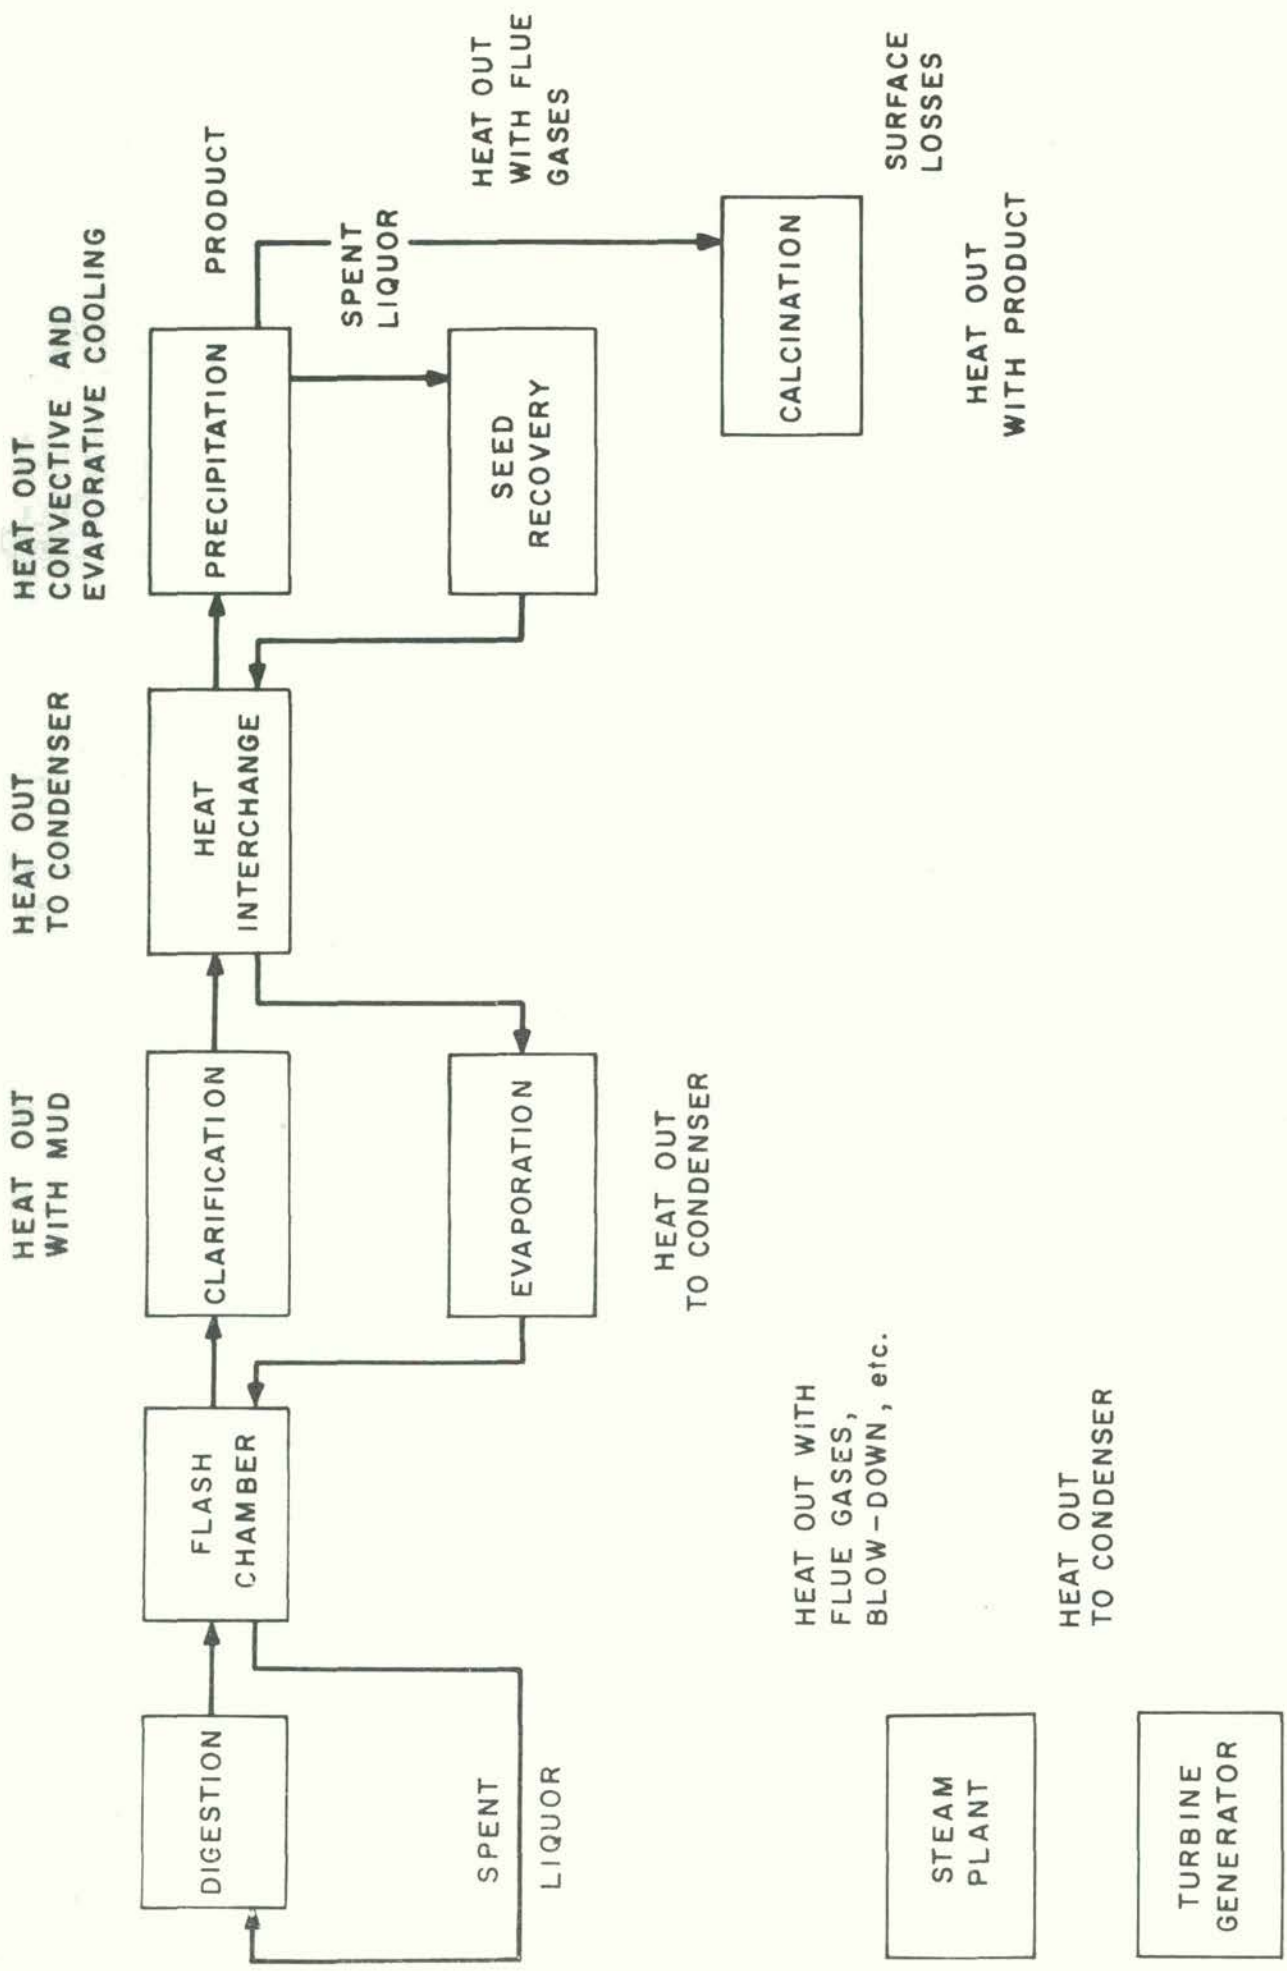 HEAT OUT
WITH MUD
HEAT OUT
TO CONDENSER
HEAT OUT
CONVECTIVE AND
EVAPORATIVE COOLING
DIGESTION
FLASH
CHAMBER
CLARIFICATION
HEAT
INTERCHANGE
PRECIPITATION
PRODUCT
SPENT
LIQUOR
SPENT
LIQUOR
EVAPORATION
SEED
RECOVERY
HEAT OUT
WITH FLUE
GASES
HEAT OUT
TO CONDENSER
CALCINATION
HEAT OUT WITH
FLUE GASES,
BLOW-DOWN, etc.
SURFACE
LOSSES
STEAM
PLANT
HEAT OUT
WITH PRODUCT
HEAT OUT
TO CONDENSER
TURBINE
GENERATOR